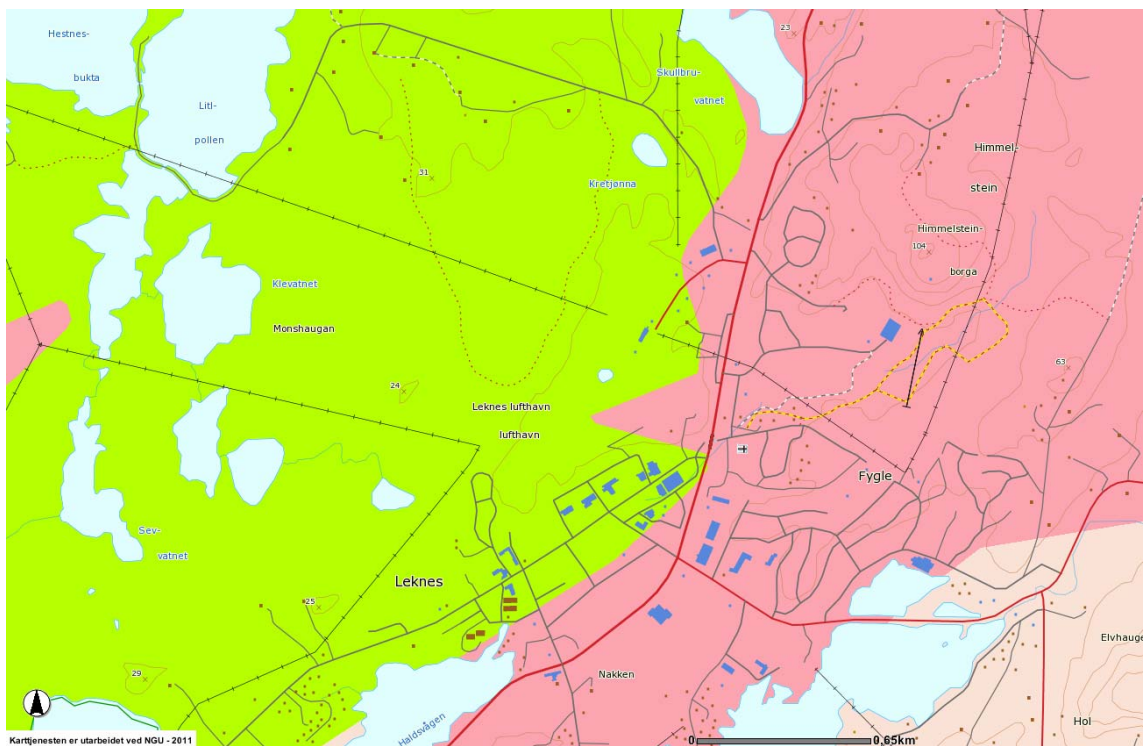 Hestnes-
bukta
Litl-
pollen
23
Skullbru-
vatnet
31
Kretjønna
Himmel-
stein
Himmelstein-
104
borga
Klevatnet
Monshaugan
63
24
Leknes lufthavn
lufthavn
Fygle
Sev-
vatnet
Leknes
25
29
Nakken
Elvhauge
Hol
Haldsvågen
Karttjenesten er utarbeidet ved NGU - 2011
0
0.65km